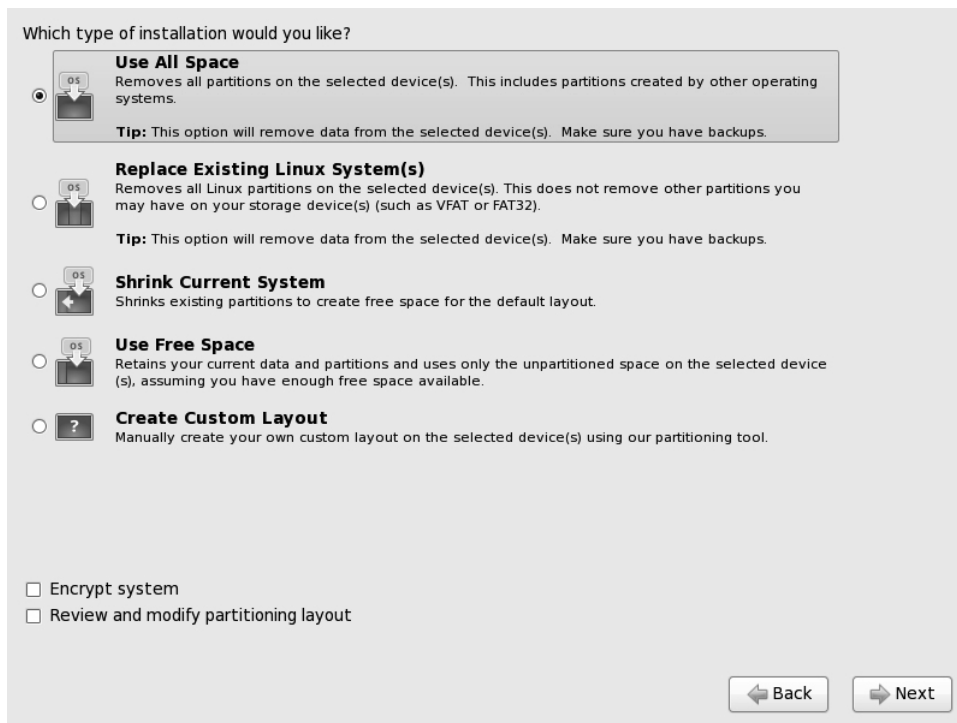 Which type of installation would you like?
OS
Use All Space
Removes all partitions on the selected device(s).  This includes partitions created by other operating
systems.
Tip: This option will remove data from the selected device(s).  Make sure you have backups.
OS
Replace Existing Linux System(s)
Removes all Linux partitions on the selected device(s). This does not remove other partitions you
may have on your storage device(s) (such as VFAT or FAT32).
Tip: This option will remove data from the selected device(s).  Make sure you have backups.
OS
Shrink Current System
Shrinks existing partitions to create free space for the default layout.
OS
Use Free Space
Retains your current data and partitions and uses only the unpartitioned space on the selected device
(s), assuming you have enough free space available.
?
Create Custom Layout
Manually create your own custom layout on the selected device(s) using our partitioning tool.
Encrypt system
Review and modify partitioning layout
Back
Next